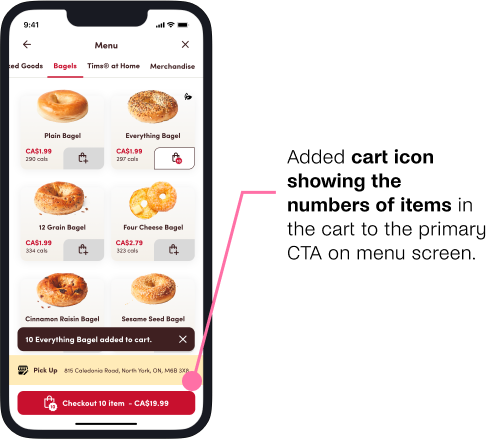 9:41
Menu
ked Goods Bagels Tims® at Home Merchandise
Plain Bagel
CA$1.99
290 cals
Everything Bagel
CA$1.99
297 cals
10
12 Grain Bagel
CA$1.99
334 cals
Four Cheese Bagel
CA$2.79
323 cals
Cinnamon Raisin Bagel
Sesame Seed Bagel
10 Everything Bagel added to cart.
Pick Up 815 Caledonia Road, North York, ON, M6B 3X8
10
Checkout 10 item - CA$19.99
Added cart icon
showing the
numbers of items in
the cart to the primary
CTA on menu screen.